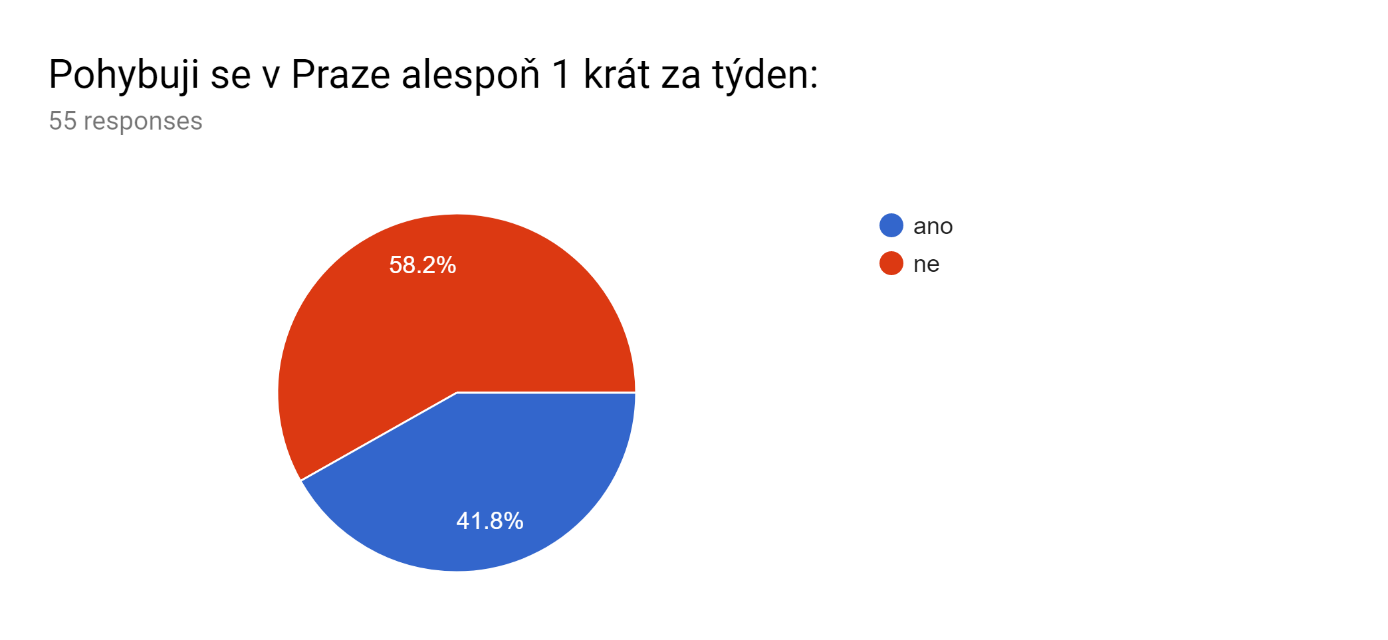 Pohybuji se v Praze alespoň 1 krát za týden:
55 responses
ano
ne
58.2%
41.8%